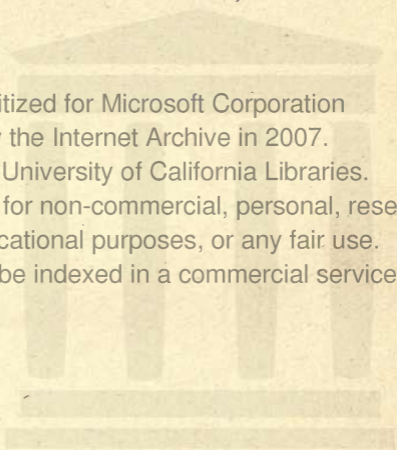 itized for Microsoft Corporation
the Internet Archive in 2007.
University of California Libraries.
for non-commercial, personal, rese
cational purposes, or any fair use.
be indexed in a commercial service